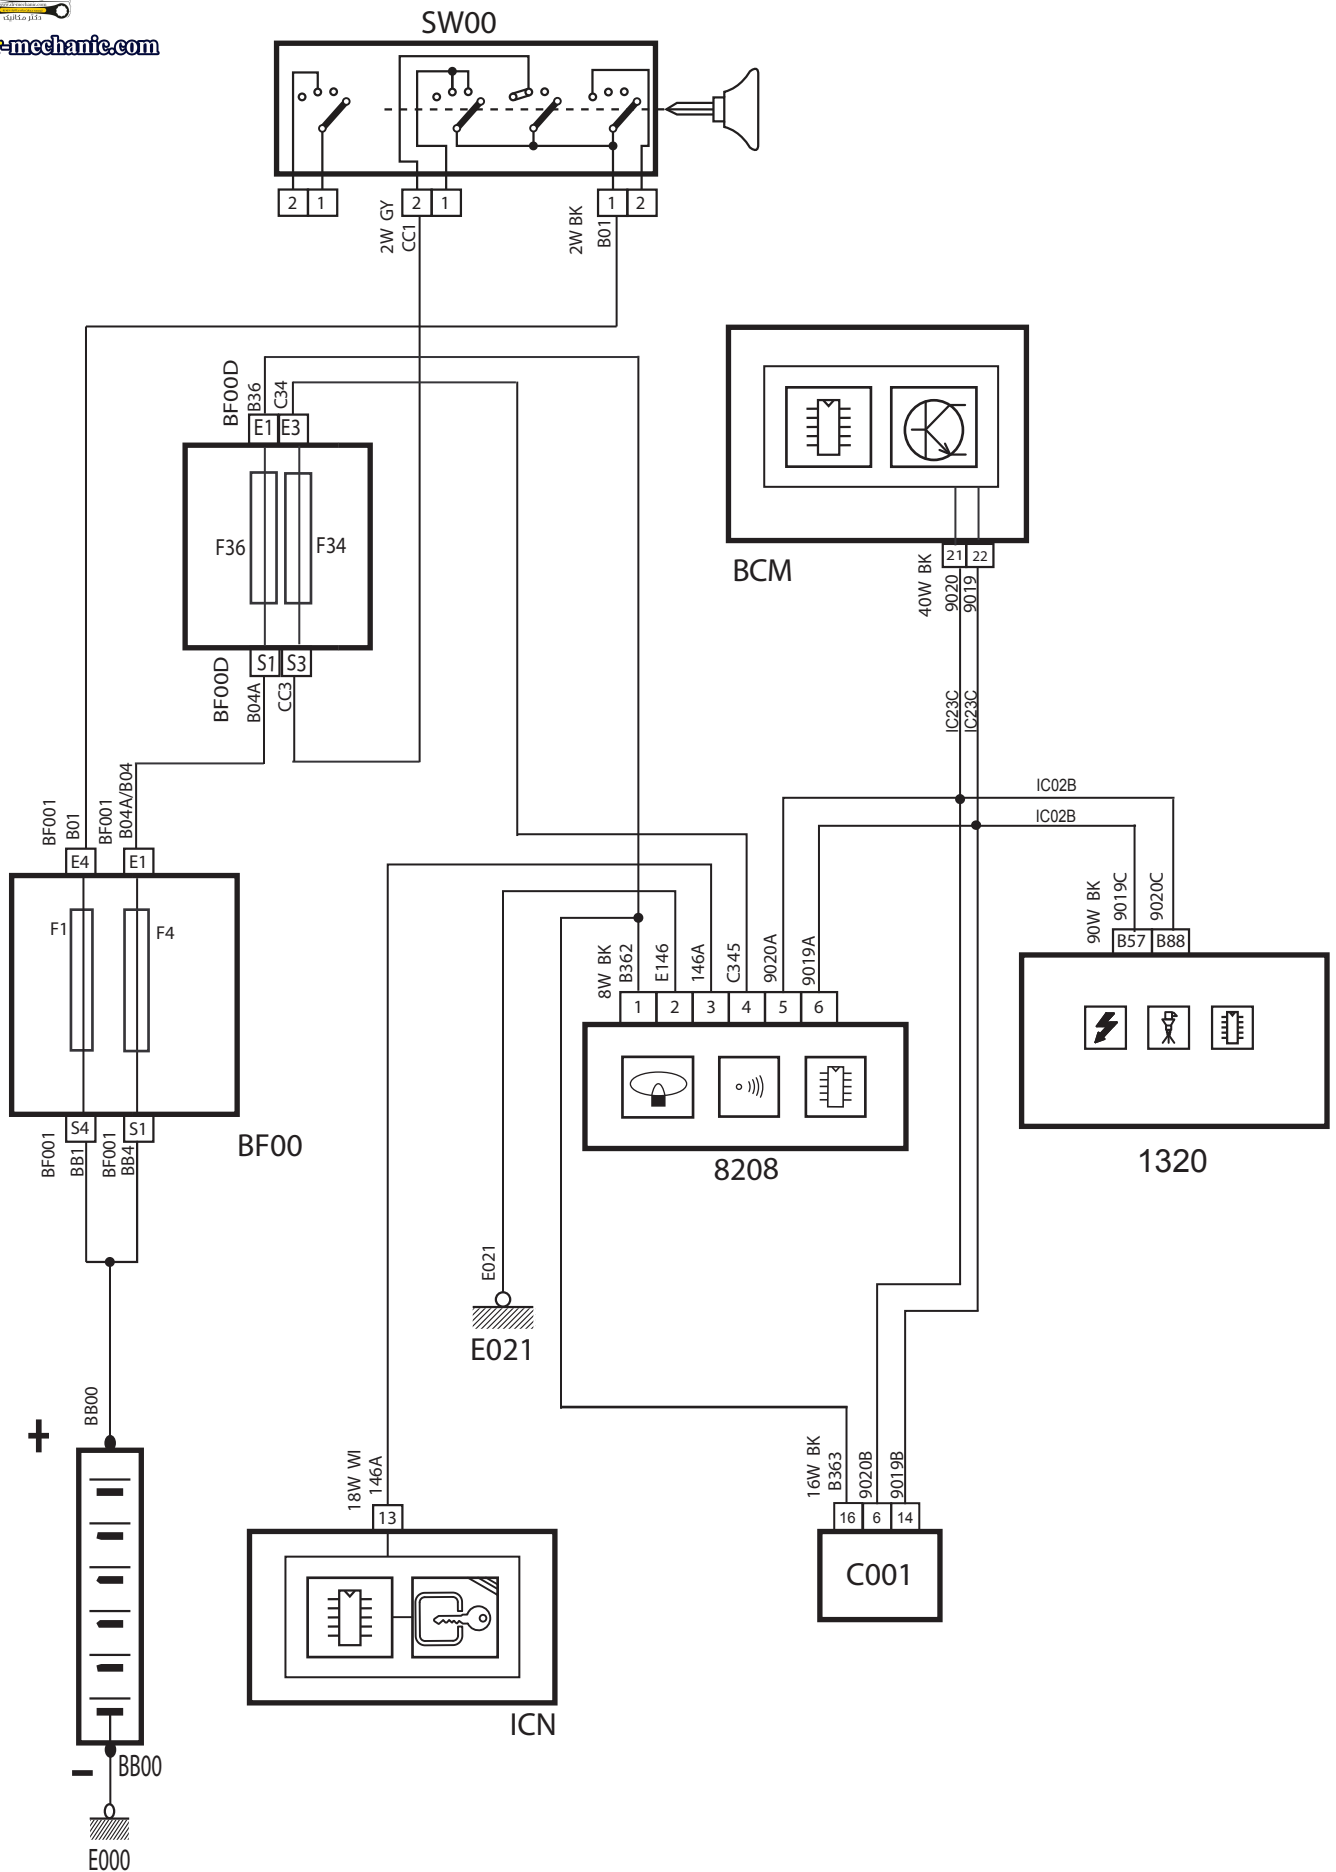 دکتر مکانیک
-mechanic.com
SW00
2 1
2 1
1 2
2W GY
CC1
2W BK
B01
BF00D
B36
C34
E1 E3
F36
F34
S1 S3
BF00D
B04A
CC3
BCM
21 22
40W BK
9020
9019
IC23C
IC23C
IC02B
IC02B
BF001
B01
BF001
B04A/B04
E4
E1
F1
F4
S4
S1
BF001
BB1
BF001
BB4
BF00
8W BK
B362
E146
146A
C345
9020A
9019A
1 2 3 4 5 6
8208
90W BK
9019C
9020C
B57 B88
1320
E021
E021
BB00
+
-
BB00
E000
18W WI
146A
13
ICN
16W BK
B363
9020B
9019B
16 6 14
C001